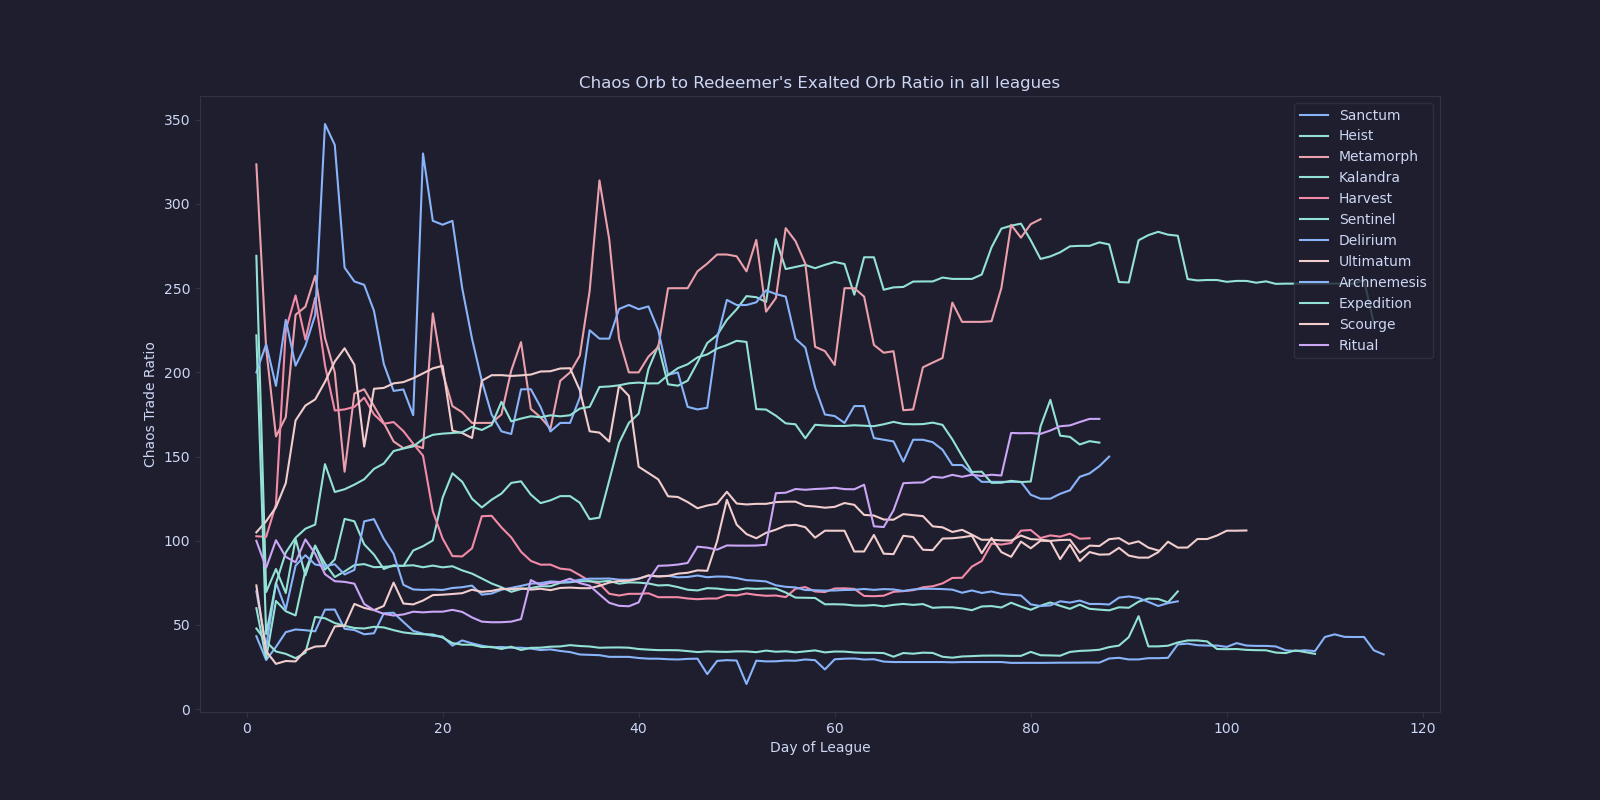 Chaos Orb to Redeemer's Exalted Orb Ratio in all leagues
350
300
250
200
150
100
50
0
Chaos Trade Ratio
Sanctum
Heist
Metamorph
Kalandra
Harvest
Sentinel
Delirium
Ultimatum
Archnemesis
Expedition
Scourge
Ritual
0 20 40 60 80 100 120
Day of League